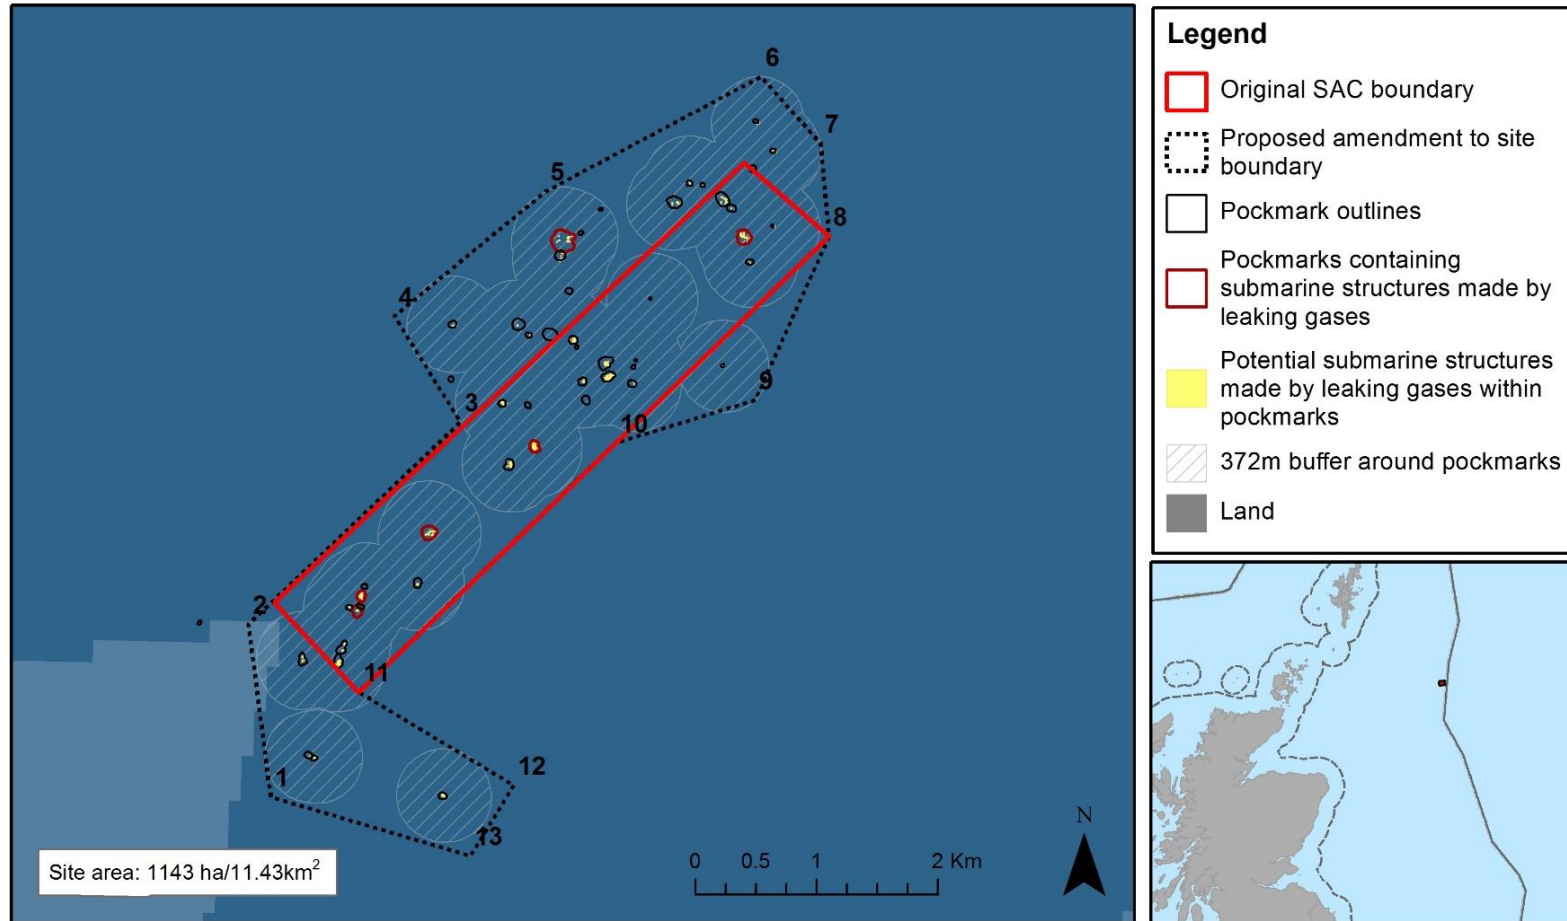 6
7
5
8
4
3
9
10
2
11
1
12
13
N
0 0.5 1 2 Km
Site area: 1143 ha/11.43km²
Legend
Original SAC boundary
Proposed amendment to site
boundary
Pockmark outlines
Pockmarks containing
submarine structures made by
leaking gases
Potential submarine structures
made by leaking gases within
pockmarks
372m buffer around pockmarks
Land